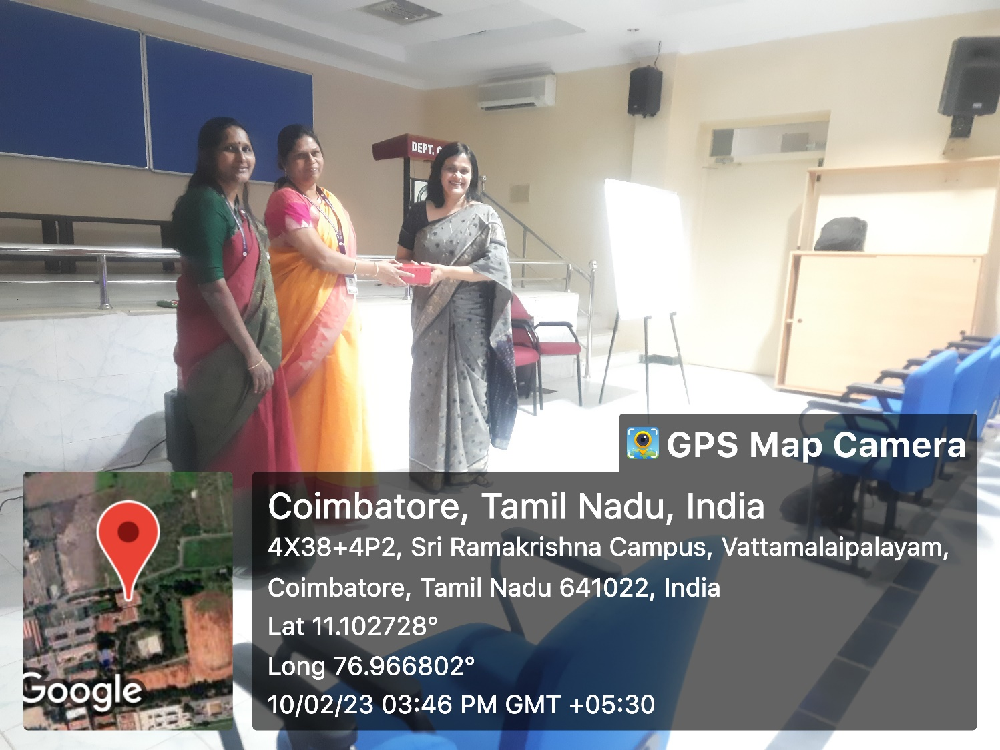 DEPT.
GPS Map Camera
Coimbatore, Tamil Nadu, India
4X38+4P2, Sri Ramakrishna Campus, Vattamalaipalayam,
Coimbatore, Tamil Nadu 641022, India
Lat 11.102728°
Long 76.966802°
10/02/23 03:46 PM GMT +05:30
Google